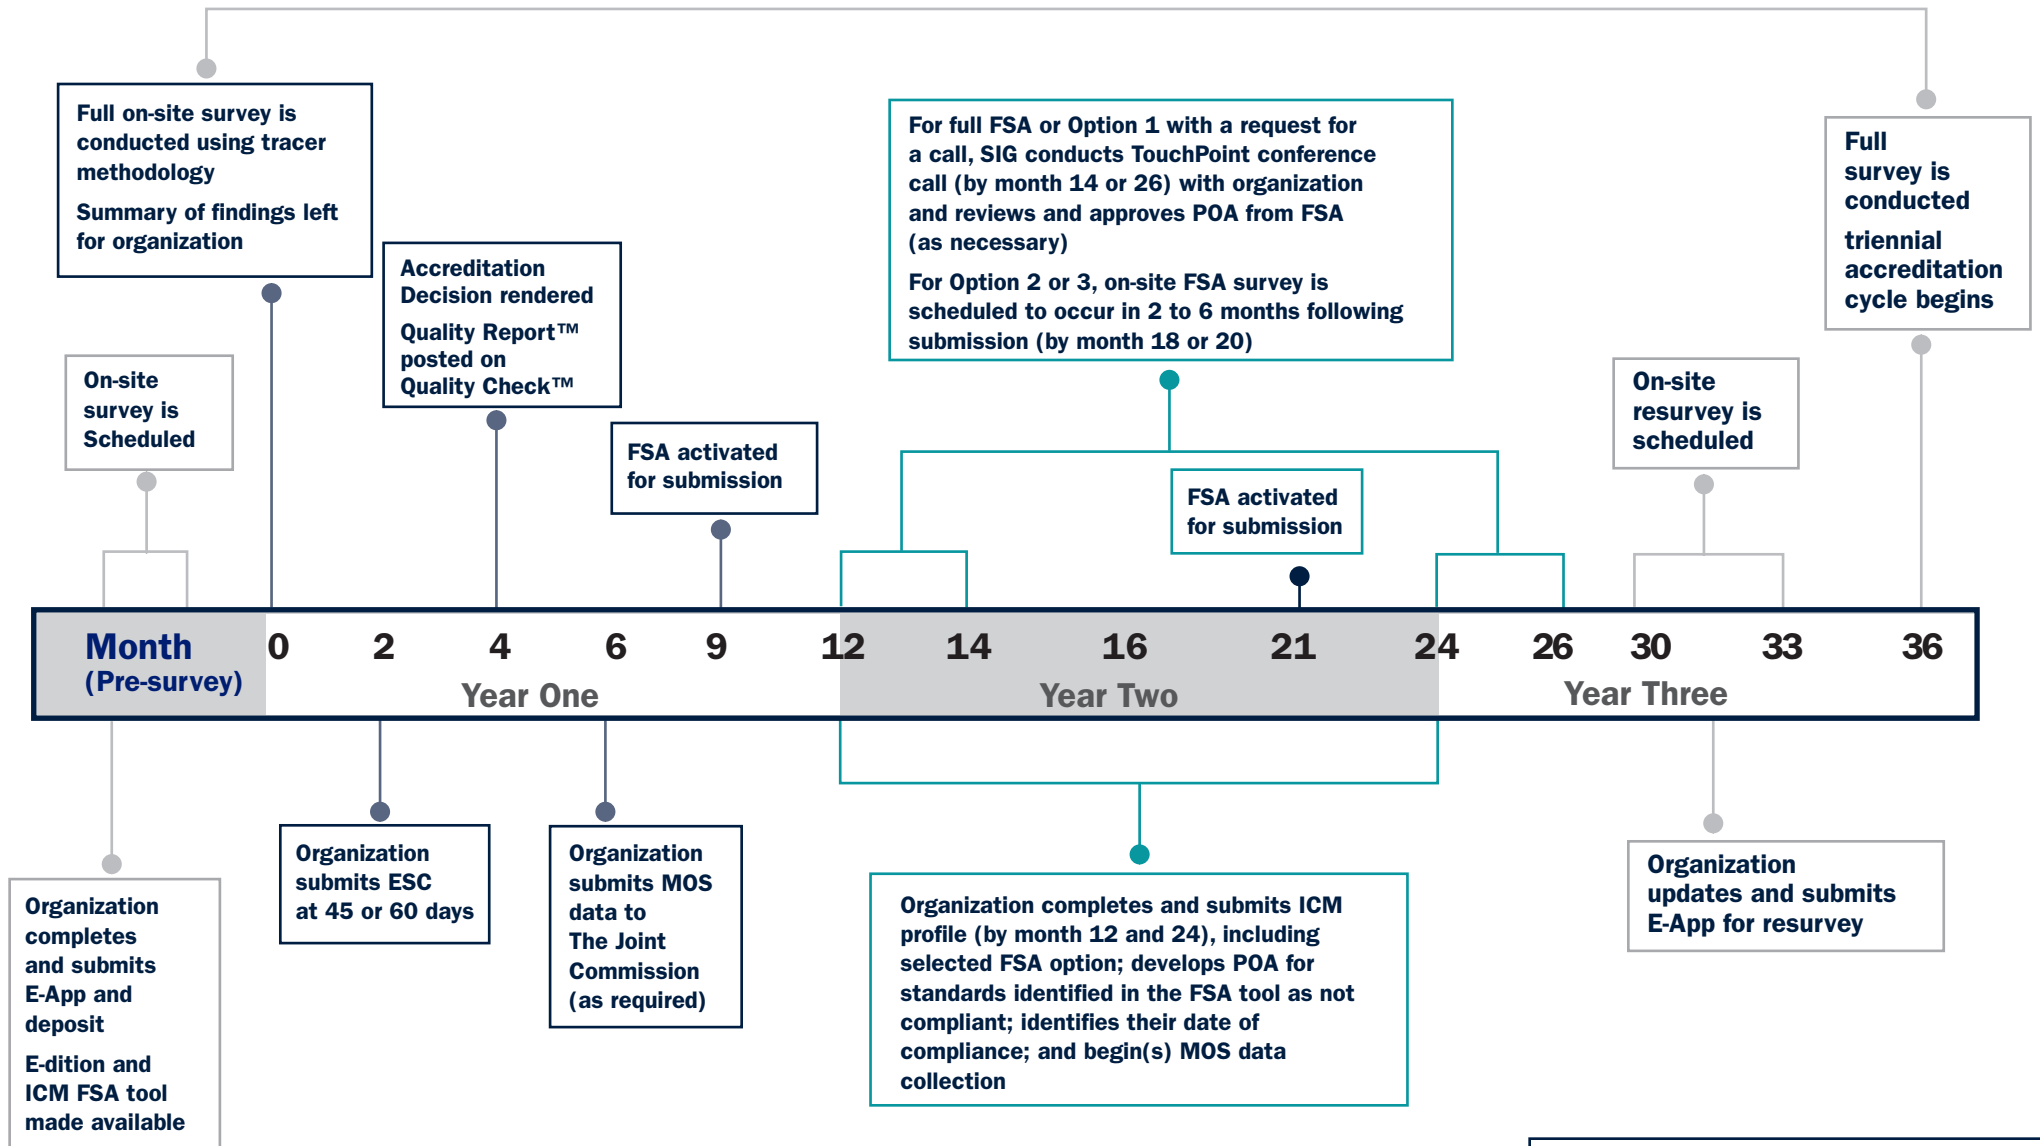 Full on-site survey is
conducted using tracer
methodology
Summary of findings left
for organization
For full FSA or Option 1 with a request for
a call, SIG conducts TouchPoint conference
call (by month 14 or 26) with organization
and reviews and approves POA from FSA
(as necessary)
For Option 2 or 3, on-site FSA survey is
scheduled to occur in 2 to 6 months following
submission (by month 18 or 20)
Full
survey is
conducted
triennial
accreditation
cycle begins
Accreditation
Decision rendered
Quality Report™
posted on
Quality Check™
On-site
survey is
Scheduled
FSA activated
for submission
FSA activated
for submission
On-site
resurvey is
scheduled
Month 0 2 4 6 9 12 14 16 21 24 26 30 33 36
(Pre-survey) Year One Year Two Year Three
Organization
completes
and submits
E-App and
deposit
E-dition and
ICM FSA tool
made available
Organization
submits ESC
at 45 or 60 days
Organization
submits MOS
data to
The Joint
Commission
(as required)
Organization completes and submits ICM
profile (by month 12 and 24), including
selected FSA option; develops POA for
standards identified in the FSA tool as not
compliant; identifies their date of
compliance; and begin(s) MOS data
collection
Organization
updates and submits
E-App for resurvey